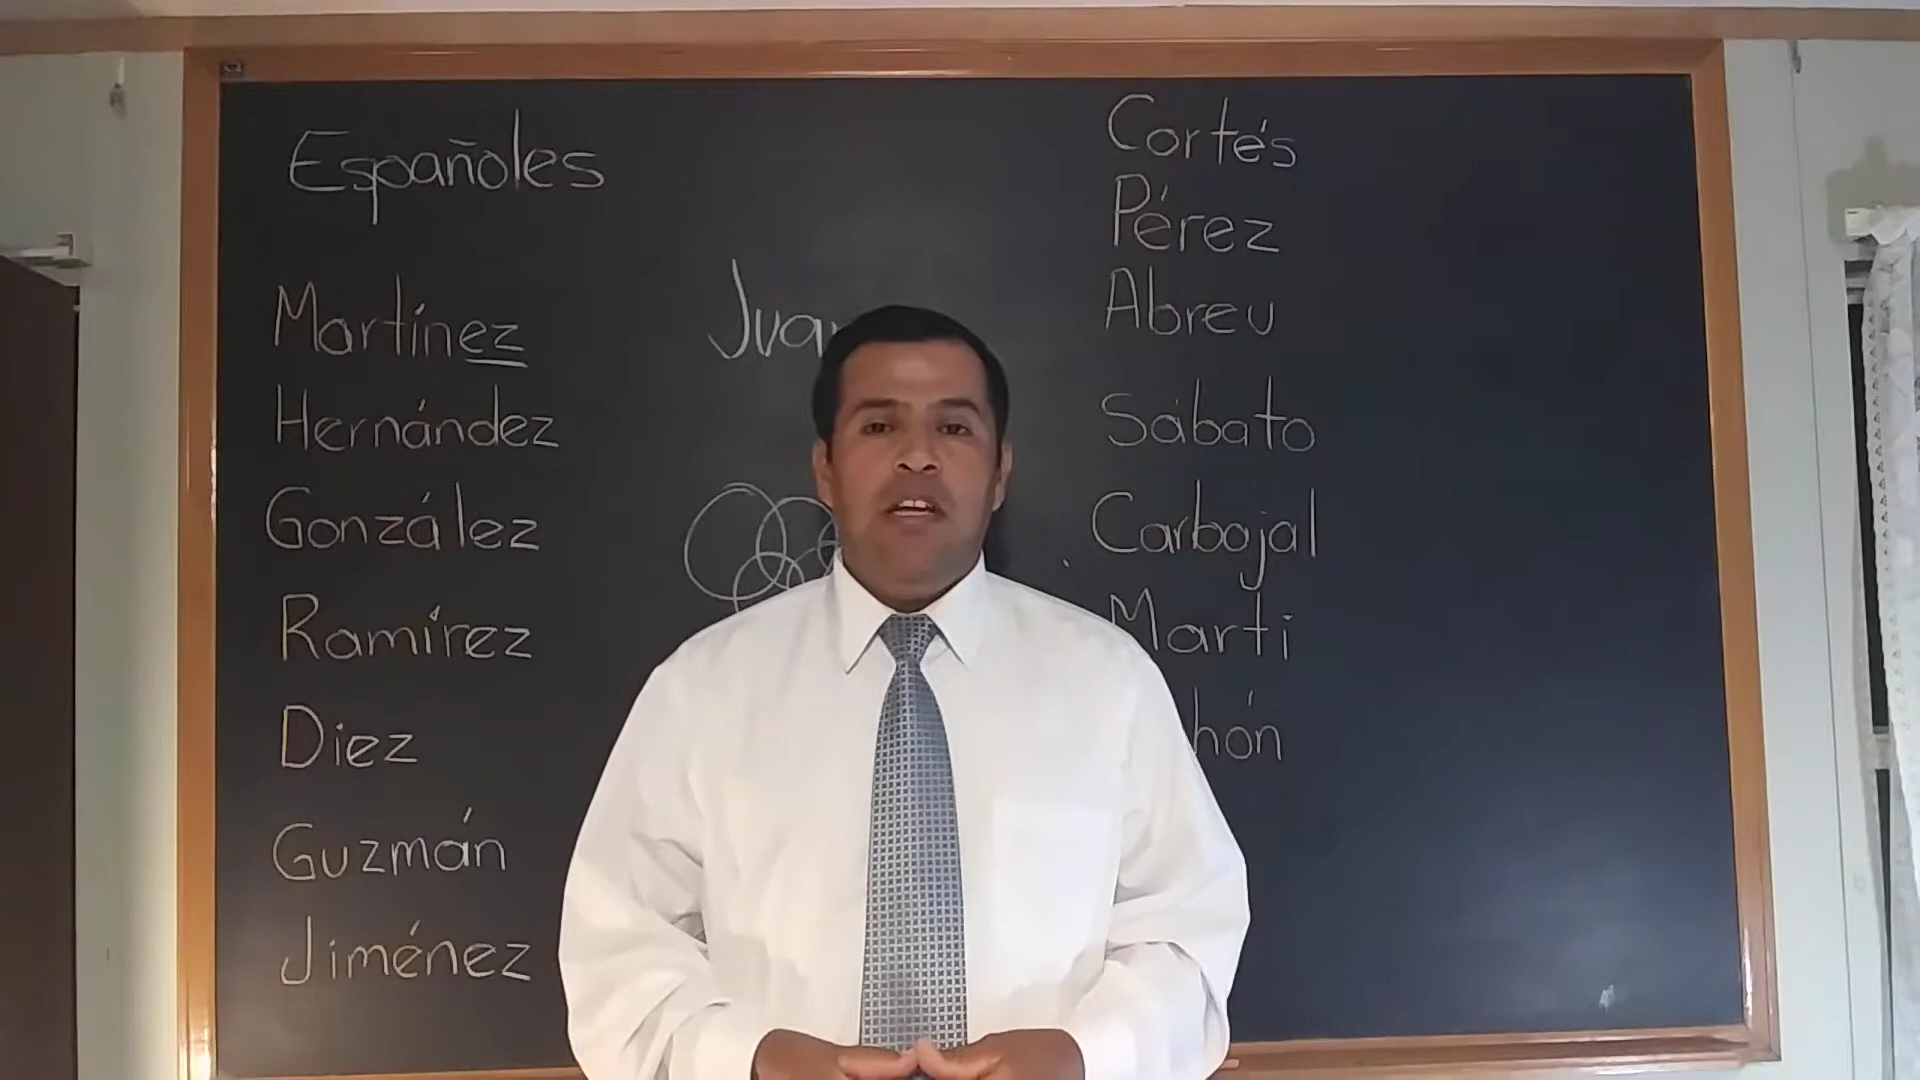 Españoles
Martínez
Hernández
González
Ramírez
Diez
Guzmán
Jiménez
Cortés
Pérez
Abreu
Sábato
Carbajal
Marti